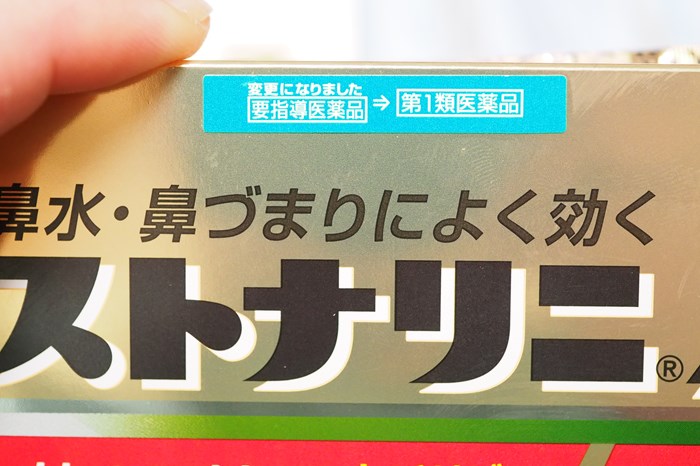 変更になりました
要指導医薬品 → 第1類医薬品
鼻水・鼻づまりによく効く
ストナリニ®